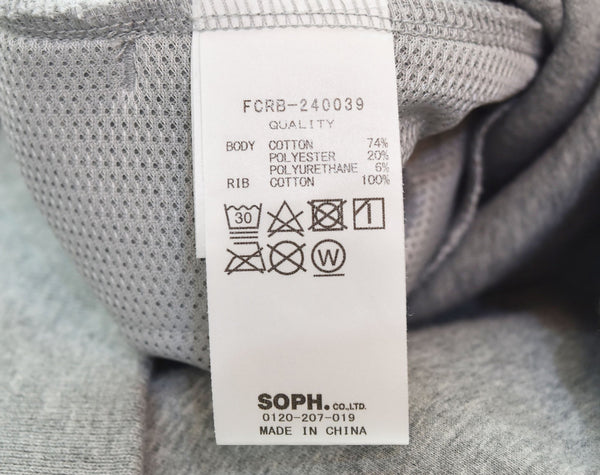 FCRB-240039
QUALITY
BODY COTTON 74%
POLYESTER 20%
POLYURETHANE 6%
RIB COTTON 100%
30
W
SOPH. CO.,LTD.
0120-207-019
MADE IN CHINA